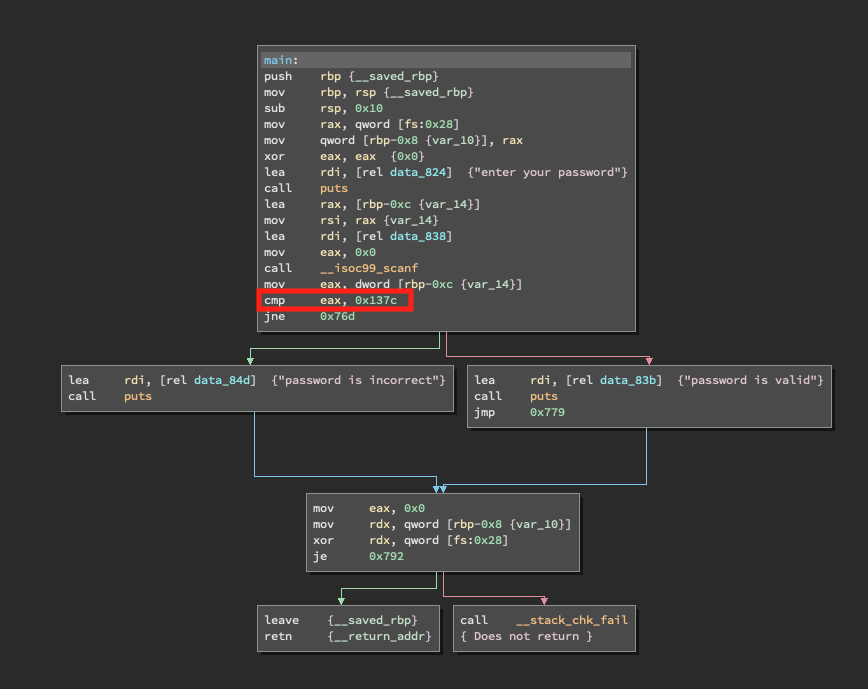 main:
push rbp {__saved_rbp}
mov rbp, rsp {__saved_rbp}
sub rsp, 0x10
mov rax, qword [fs:0x28]
mov qword [rbp-0x8 {var_10}], rax
xor eax, eax {0x0}
lea rdi, [rel data_824] {"enter your password"}
call puts
lea rax, [rbp-0xc {var_14}]
mov rsi, rax {var_14}
lea rdi, [rel data_838]
mov eax, 0x0
call __isoc99_scanf
mov eax, dword [rbp-0xc {var_14}]
cmp eax, 0x137c
jne 0x76d
lea rdi, [rel data_84d] {"password is incorrect"}
call puts
lea rdi, [rel data_83b] {"password is valid"}
call puts
jmp 0x779
mov eax, 0x0
mov rdx, qword [rbp-0x8 {var_10}]
xor rdx, qword [fs:0x28]
je 0x792
leave {__saved_rbp}
retn {__return_addr}
call __stack_chk_fail
{ Does not return }